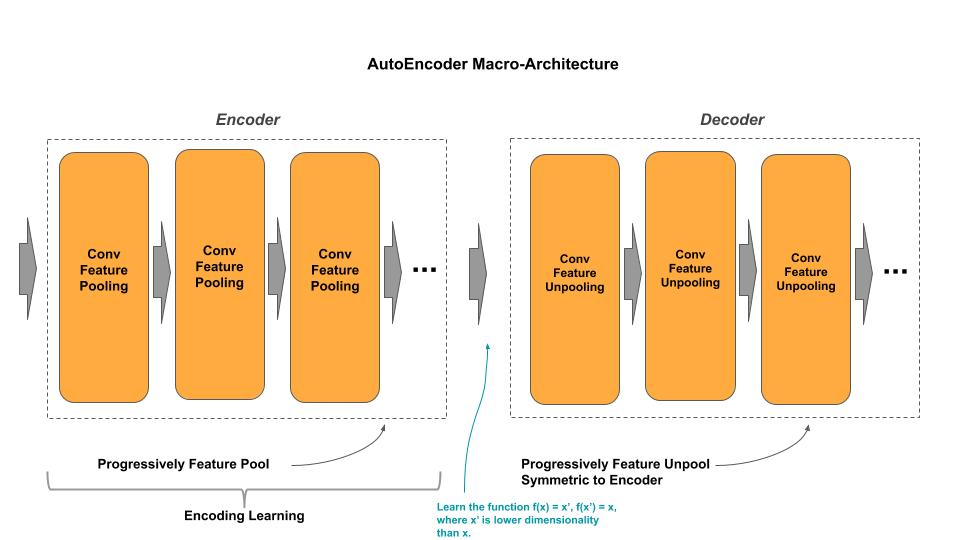 AutoEncoder Macro-Architecture
Encoder
Decoder
Conv
Feature
Pooling
Conv
Feature
Pooling
Conv
Feature
Pooling
...
Conv
Feature
Unpooling
Conv
Feature
Unpooling
Conv
Feature
Unpooling
...
Progressively Feature Pool
Progressively Feature Unpool
Symmetric to Encoder
Encoding Learning
Learn the function f(x) = x’, f(x’) = x,
where x’ is lower dimensionality
than x.